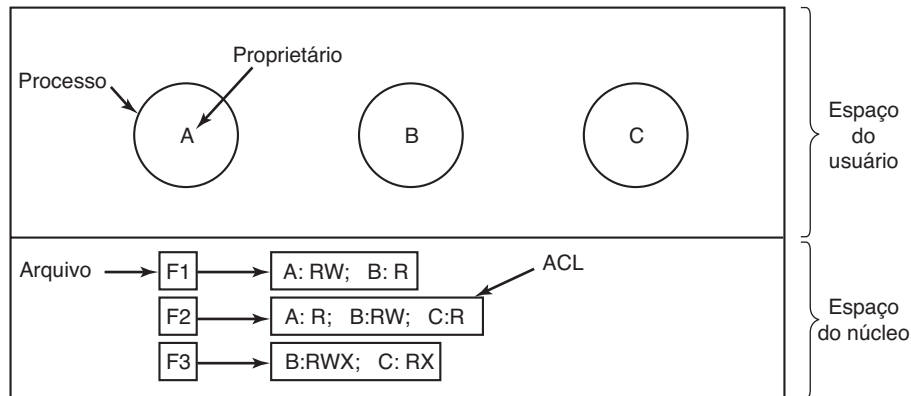 Proprietário
Processo
A
B
C
Espaço
do
usuário
Arquivo
F1
A: RW; B: R
ACL
F2
A: R; B:RW; C:R
F3
B:RWX; C: RX
Espaço
do núcleo